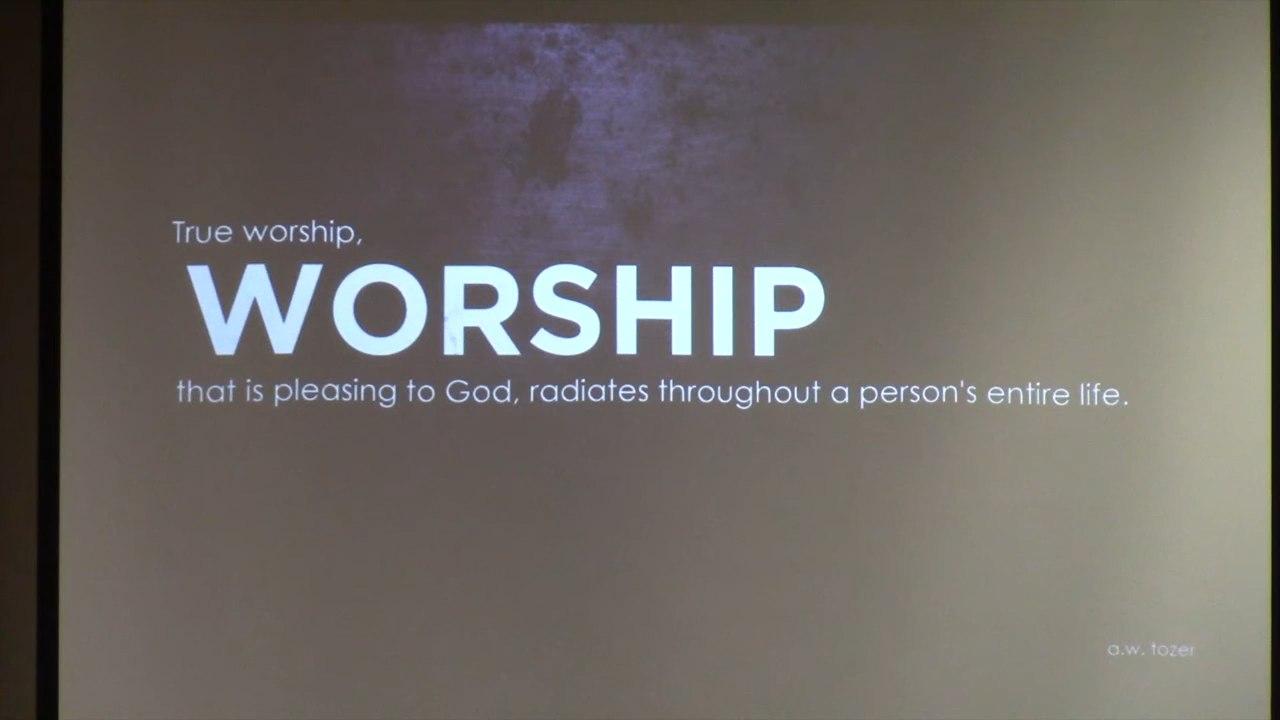 True worship,
WORSHIP
that is pleasing to God, radiates throughout a person's entire life.
a.w. tozer